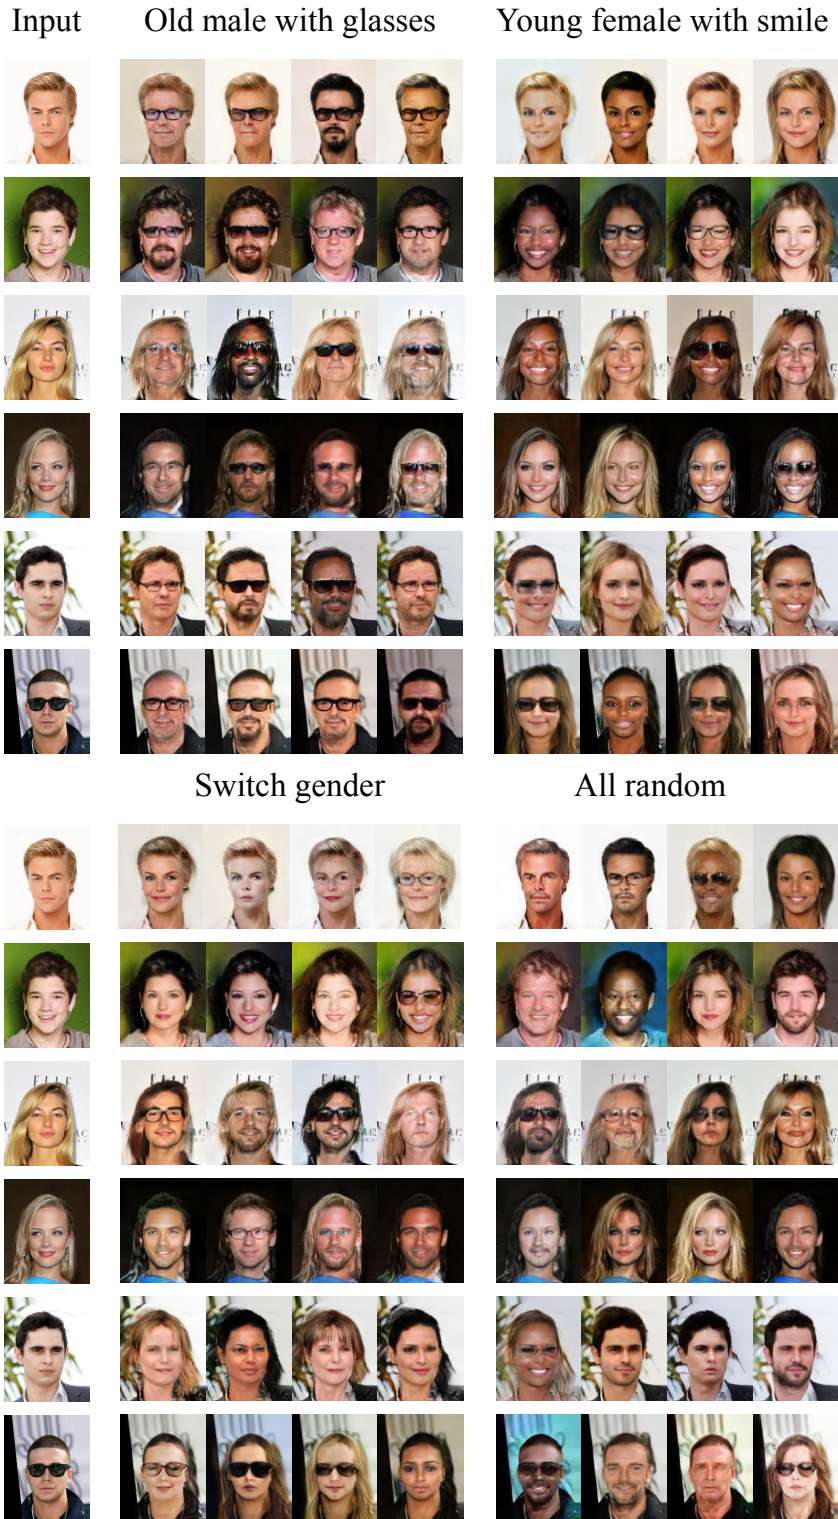 Input
Old male with glasses
Young female with smile
Switch gender
All random